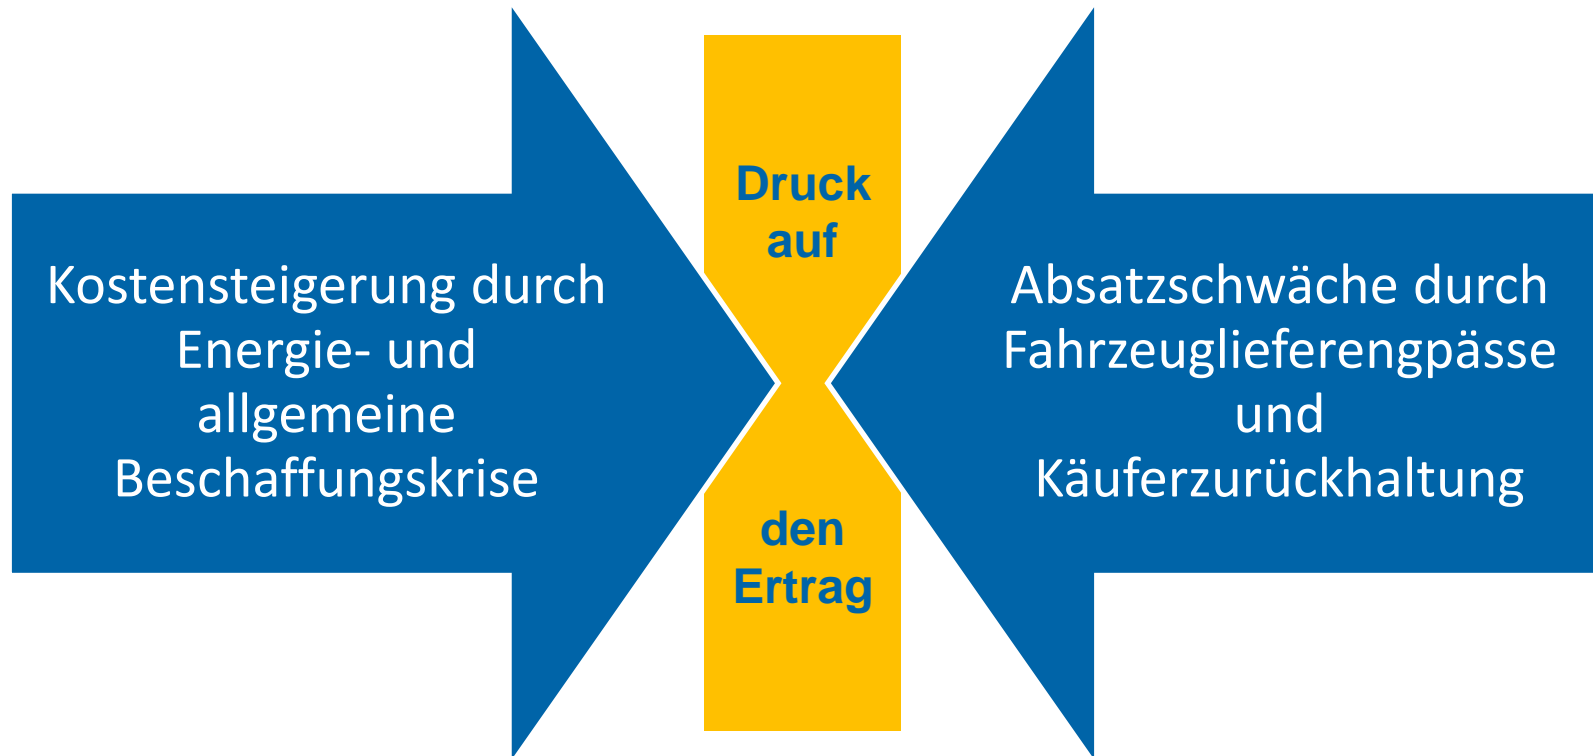 Kostensteigerung durch
Energie- und
allgemeine
Beschaffungskrise
Druck
auf
den
Ertrag
Absatzschwäche durch
Fahrzeuglieferengpässe
und
Käuferzurückhaltung